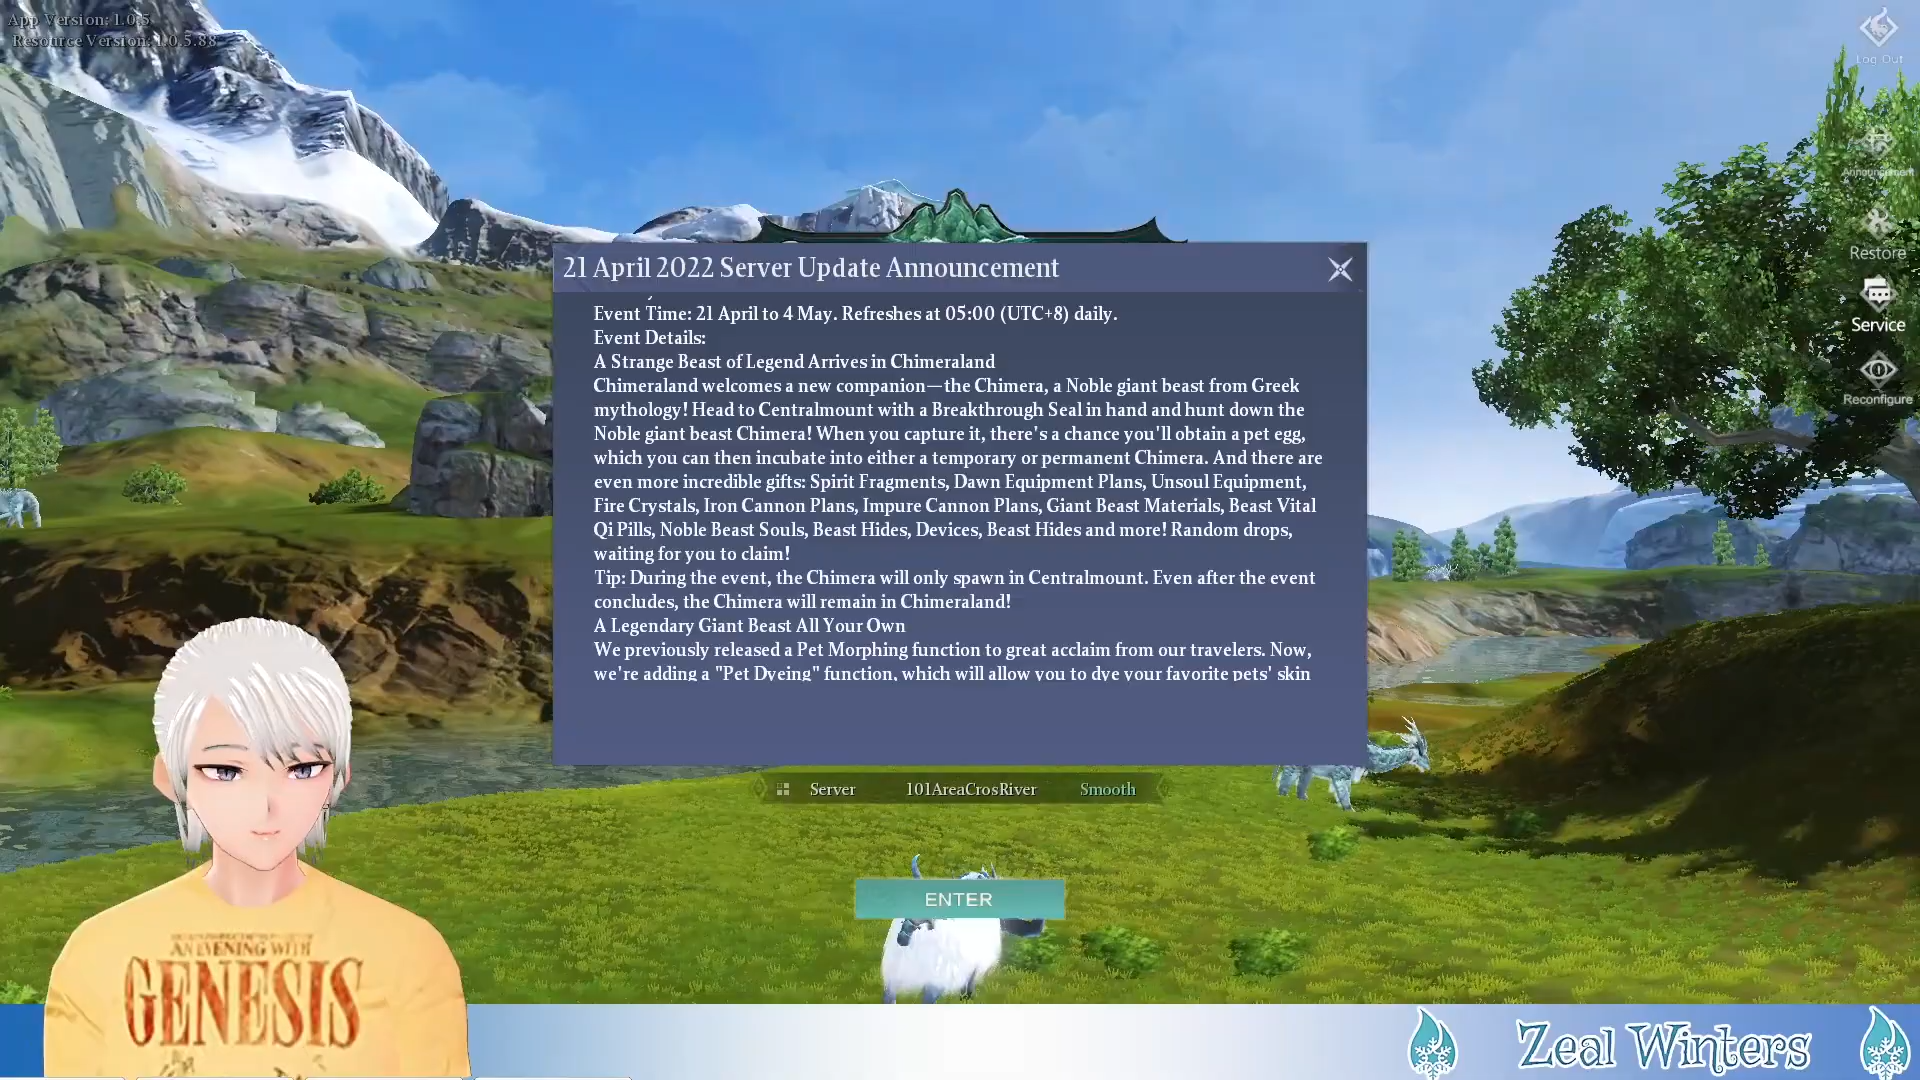 App Version: 1.0.5
Resource Version: 1.0.5.88
Log Out
Announcement
Restore
Service
Reconfigure
21 April 2022 Server Update Announcement
Event Time: 21 April to 4 May. Refreshes at 05:00 (UTC+8) daily.
Event Details:
A Strange Beast of Legend Arrives in Chimeraland
Chimeraland welcomes a new companion—the Chimera, a Noble giant beast from Greek
mythology! Head to Centralmount with a Breakthrough Seal in hand and hunt down the
Noble giant beast Chimera! When you capture it, there's a chance you'll obtain a pet egg,
which you can then incubate into either a temporary or permanent Chimera. And there are
even more incredible gifts: Spirit Fragments, Dawn Equipment Plans, Unsoul Equipment,
Fire Crystals, Iron Cannon Plans, Impure Cannon Plans, Giant Beast Materials, Beast Vital
Qi Pills, Noble Beast Souls, Beast Hides, Devices, Beast Hides and more! Random drops,
waiting for you to claim!
Tip: During the event, the Chimera will only spawn in Centralmount. Even after the event
concludes, the Chimera will remain in Chimeraland!
A Legendary Giant Beast All Your Own
We previously released a Pet Morphing function to great acclaim from our travelers. Now,
we're adding a "Pet Dyeing" function, which will allow you to dye your favorite pets' skin
Server 101AreaCrosRiver Smooth
ENTER
AN EVENING WITH
GENESIS
Zeal Winters